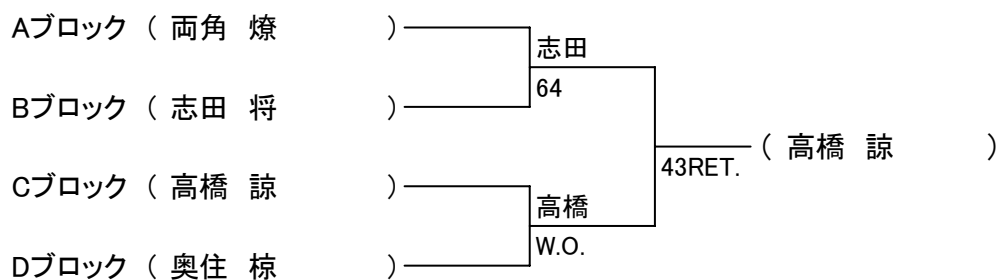 Aブロック （ 両角　燎　　　　）
志田
64
Bブロック （ 志田　将　　　　）
43RET.
（ 高橋　諒　　　　）
Cブロック （ 高橋　諒　　　　）
高橋
W.O.
Dブロック （ 奥住　椋　　　　）